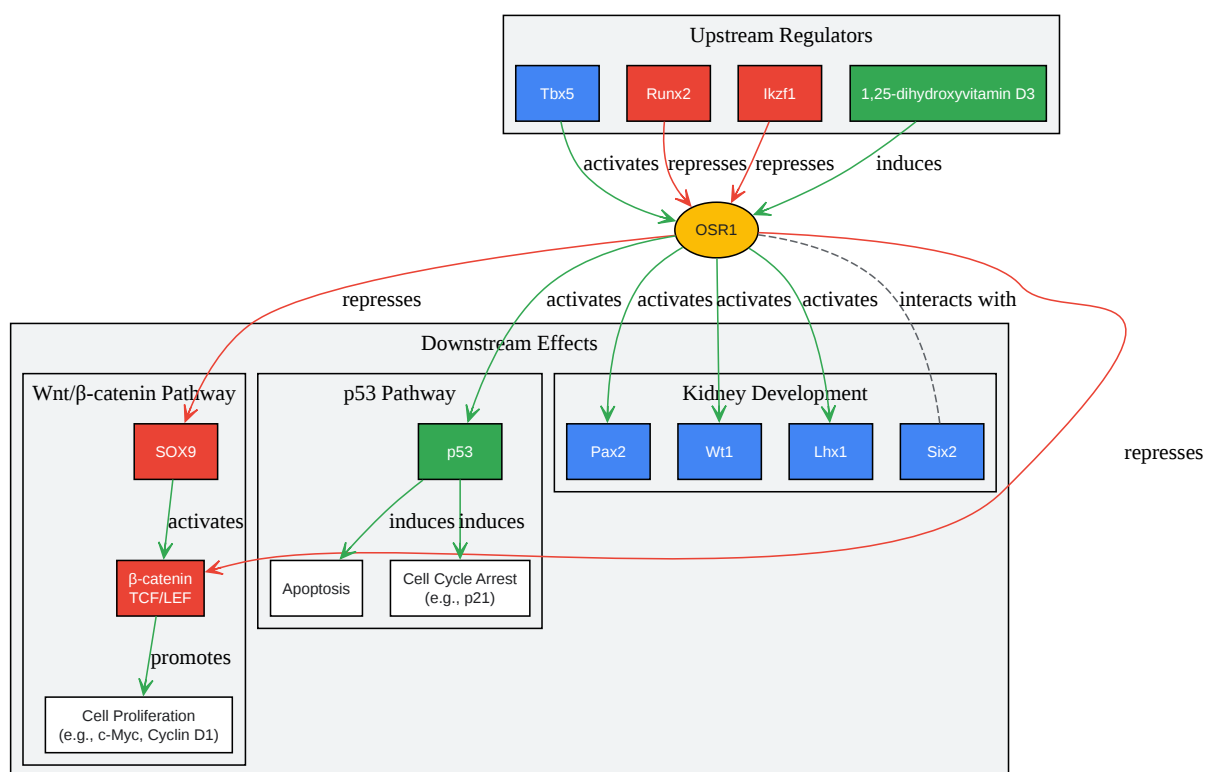 Upstream Regulators
Tbx5
Runx2
Ikzf1
1,25-dihydroxyvitamin D3
activates
represses
represses
induces
OSR1
represses
activates
activates
activates
activates
interacts with
Downstream Effects
Wnt/β-catenin Pathway
p53 Pathway
Kidney Development
SOX9
p53
Pax2
Wt1
Lhx1
Six2
represses
activates
induces
induces
β-catenin
TCF/LEF
Apoptosis
Cell Cycle Arrest
(e.g., p21)
promotes
Cell Proliferation
(e.g., c-Myc, Cyclin D1)